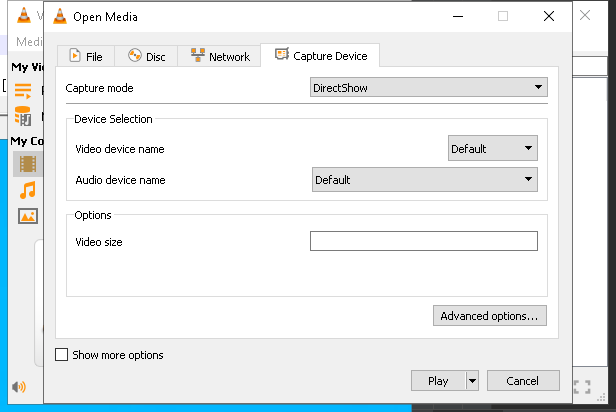 Open Media
File Disc Network Capture Device
Medi
My Vi
Capture mode DirectShow
Device Selection
Video device name Default
My Co
Audio device name Default
Options
Video size
Advanced options...
Show more options
Play Cancel